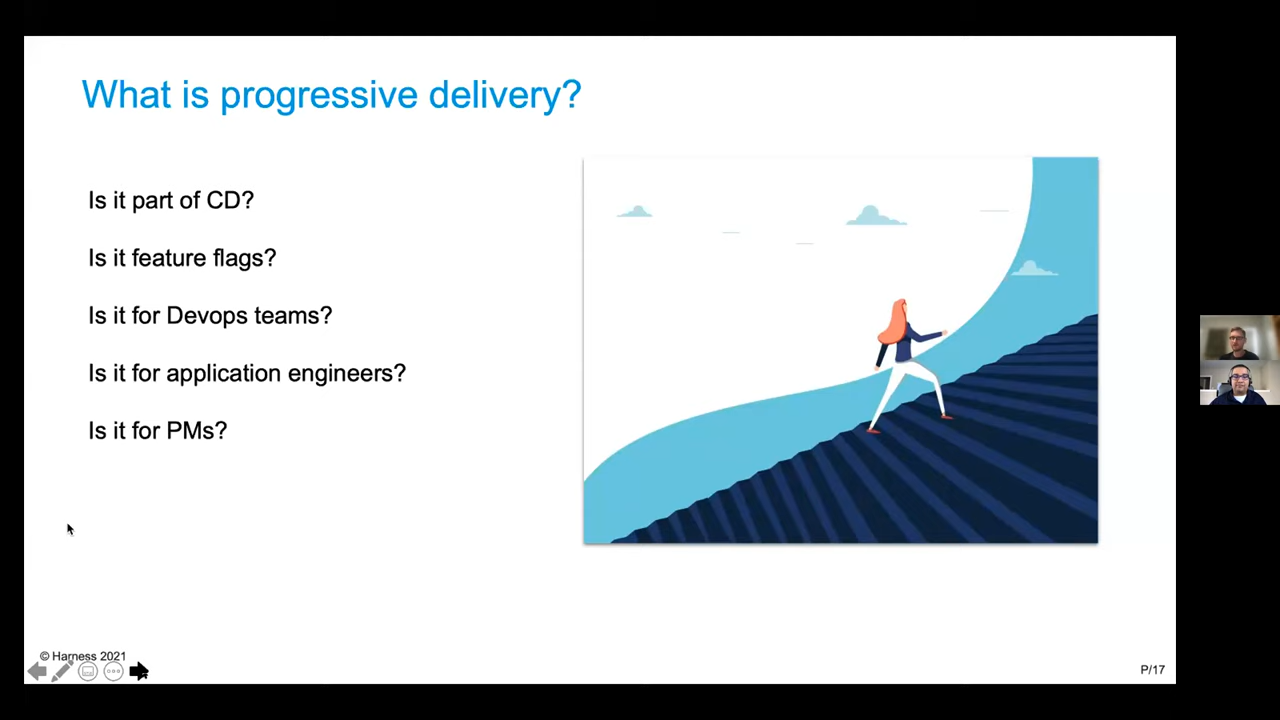 What is progressive delivery?
Is it part of CD?
Is it feature flags?
Is it for Devops teams?
Is it for application engineers?
Is it for PMs?
© Harness 2021
P/17